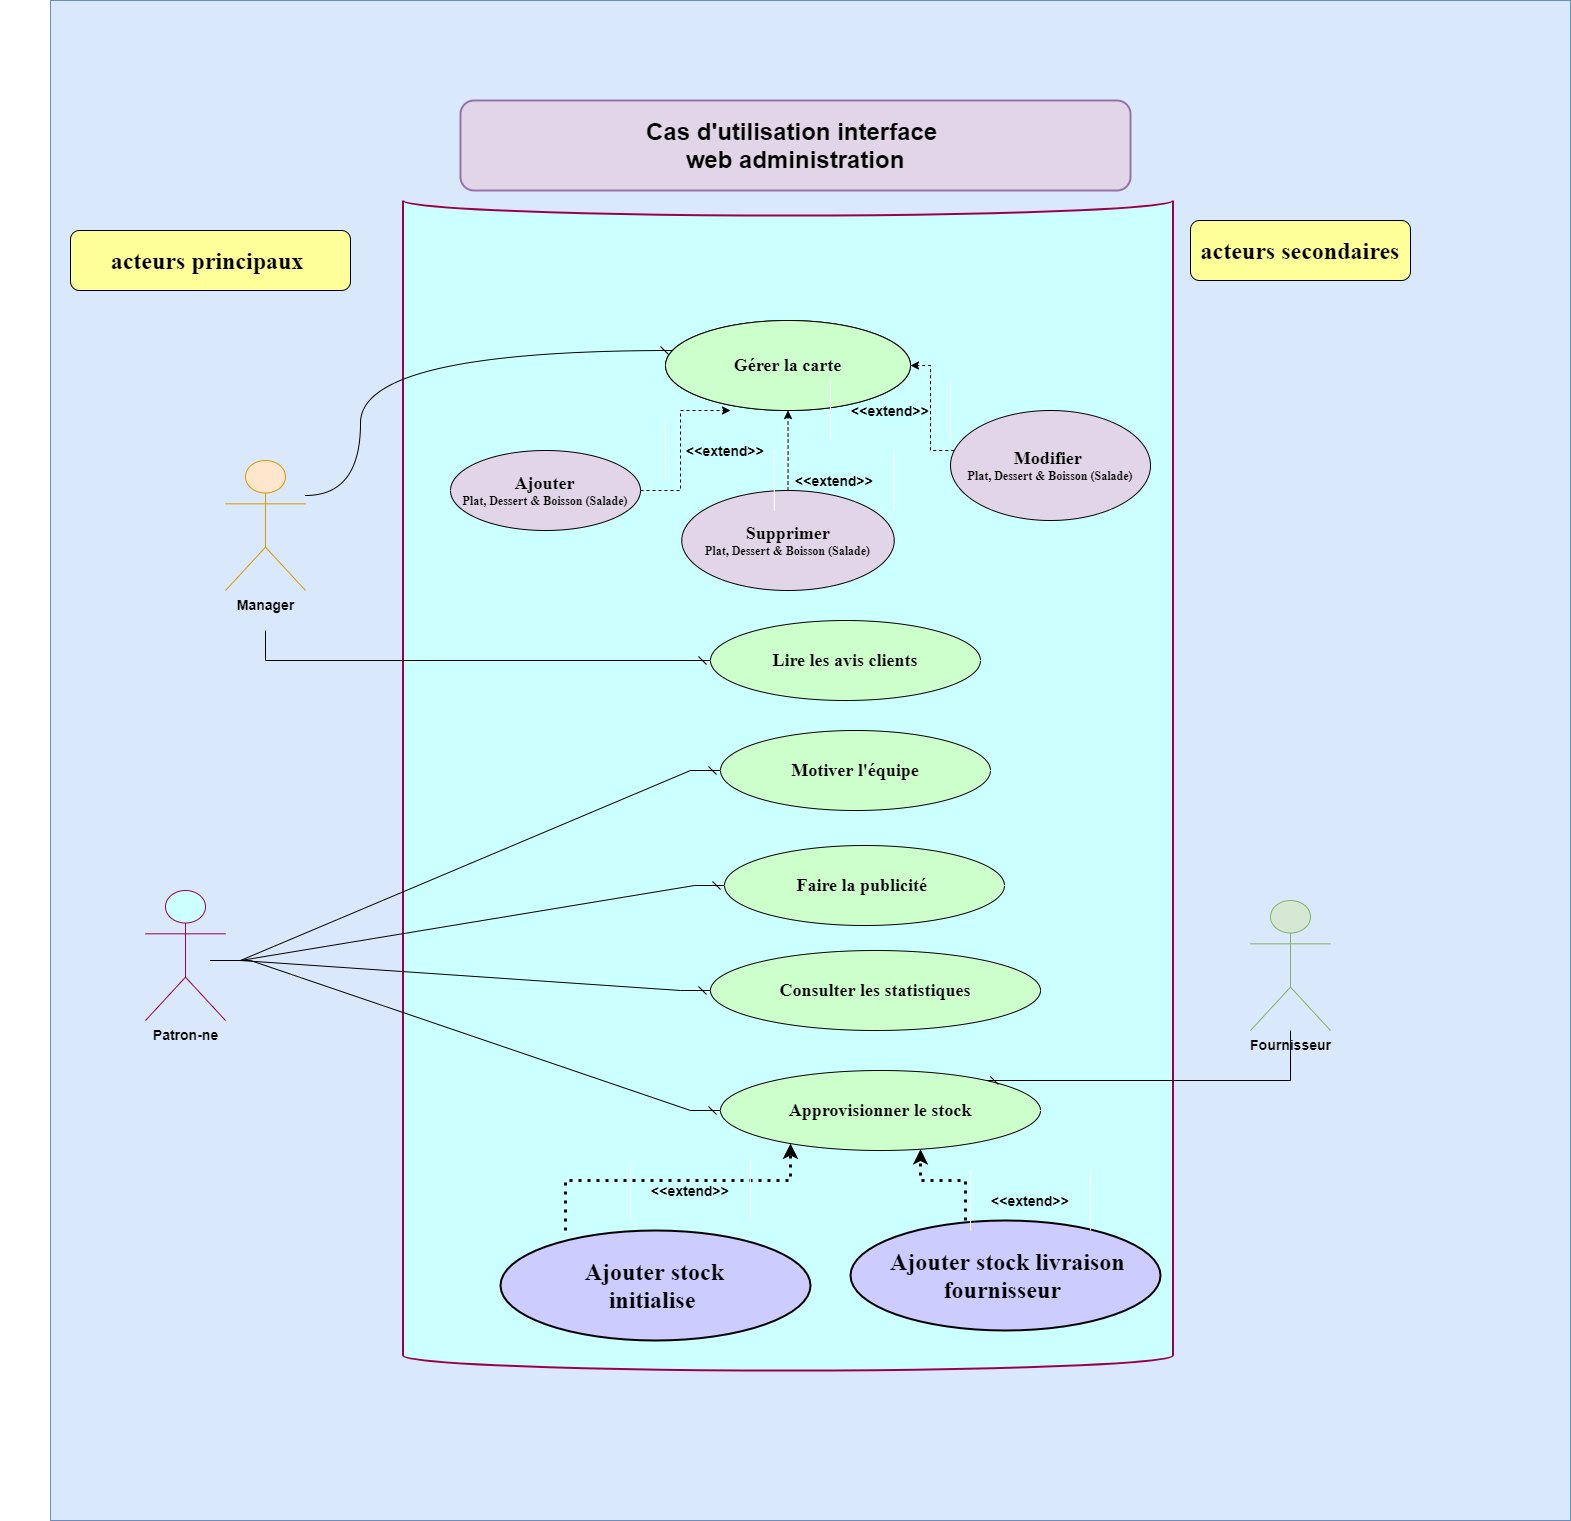 Cas d'utilisation interface
web administration
acteurs principaux
acteurs secondaires
Gérer la carte
<<extend>>
<<extend>>
<<extend>>
Modifier
Plat, Dessert & Boisson (Salade)
Ajouter
Plat, Dessert & Boisson (Salade)
Supprimer
Plat, Dessert & Boisson (Salade)
Manager
Lire les avis clients
Motiver l'équipe
Faire la publicité
Consulter les statistiques
Patron-ne
Fournisseur
Approvisionner le stock
<<extend>>
<<extend>>
Ajouter stock
initialise
Ajouter stock livraison
fournisseur